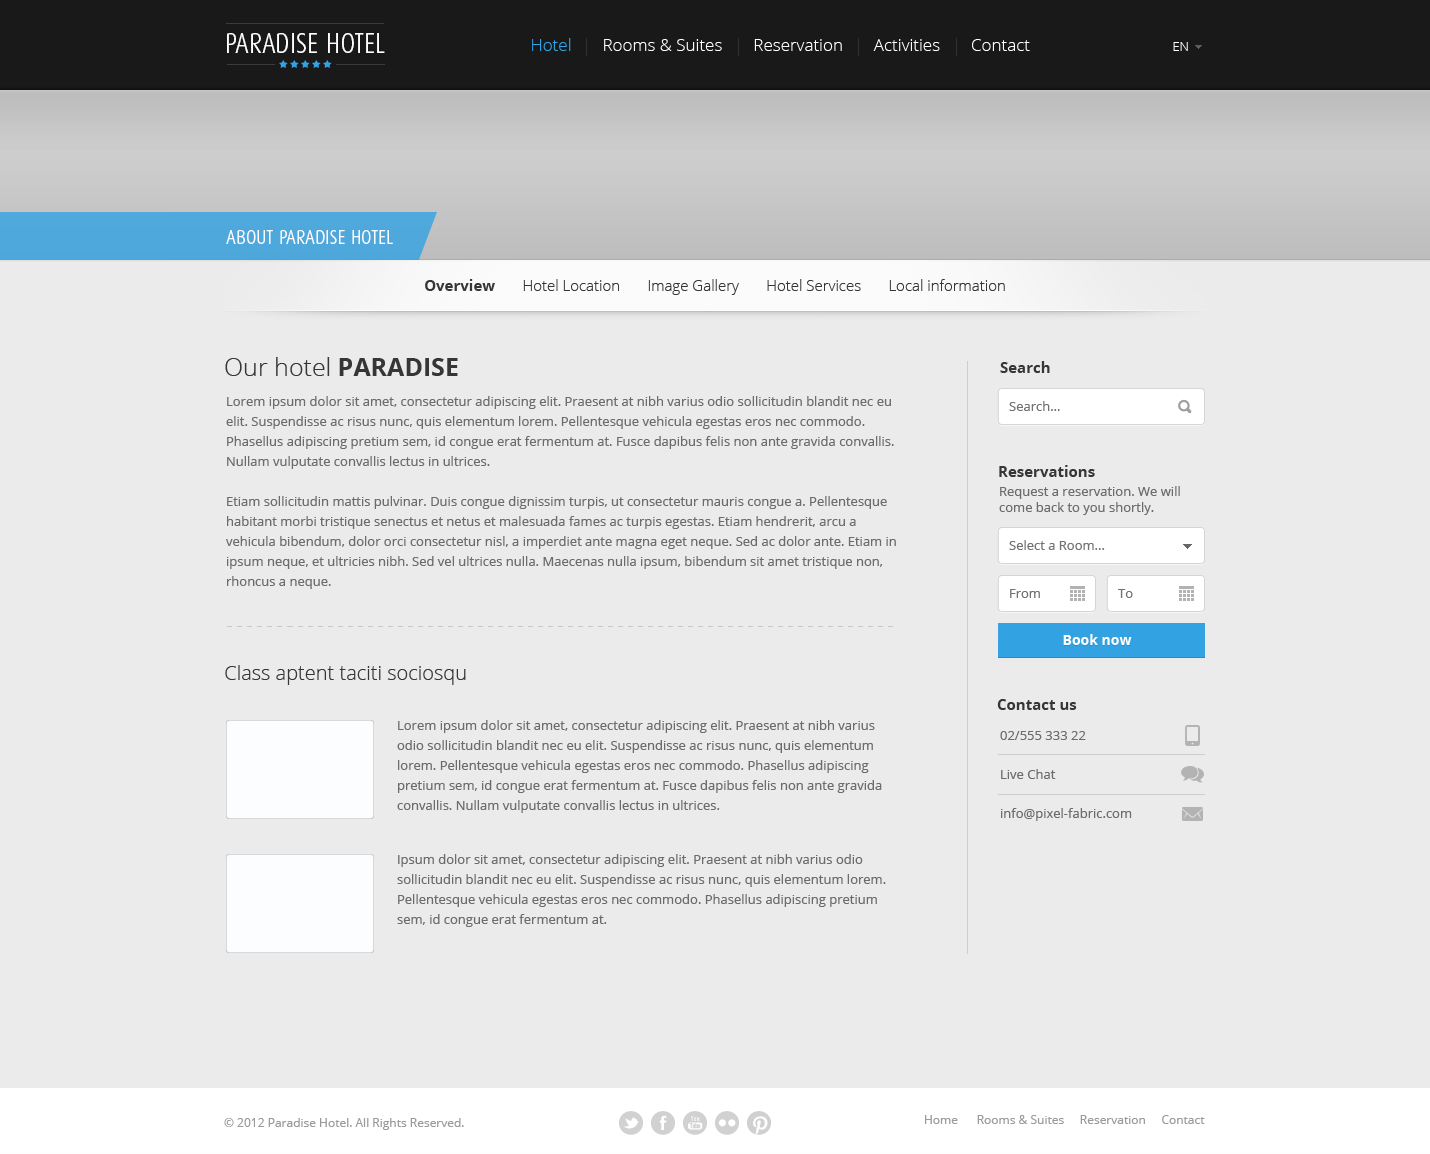 PARADISE HOTEL
Hotel
Rooms & Suites
Reservation
Activities
Contact
EN
ABOUT PARADISE HOTEL
Overview
Hotel Location
Image Gallery
Hotel Services
Local information
Our hotel PARADISE
Lorem ipsum dolor sit amet, consectetur adipiscing elit. Praesent at nibh varius odio sollicitudin blandit nec eu
elit. Suspendisse ac risus nunc, quis elementum lorem. Pellentesque vehicula egestas eros nec commodo.
Phasellus adipiscing pretium sem, id congue erat fermentum at. Fusce dapibus felis non ante gravida convallis.
Nullam vulputate convallis lectus in ultrices.
Etiam sollicitudin mattis pulvinar. Duis congue dignissim turpis, ut consectetur mauris congue a. Pellentesque
habitant morbi tristique senectus et netus et malesuada fames ac turpis egestas. Etiam hendrerit, arcu a
vehicula bibendum, dolor orci consectetur nisl, a imperdiet ante magna eget neque. Sed ac dolor ante. Etiam in
ipsum neque, et ultricies nibh. Sed vel ultrices nulla. Maecenas nulla ipsum, bibendum sit amet tristique non,
rhoncus a neque.
Class aptent taciti sociosqu
Lorem ipsum dolor sit amet, consectetur adipiscing elit. Praesent at nibh varius
odio sollicitudin blandit nec eu elit. Suspendisse ac risus nunc, quis elementum
lorem. Pellentesque vehicula egestas eros nec commodo. Phasellus adipiscing
pretium sem, id congue erat fermentum at. Fusce dapibus felis non ante gravida
convallis. Nullam vulputate convallis lectus in ultrices.
Ipsum dolor sit amet, consectetur adipiscing elit. Praesent at nibh varius odio
sollicitudin blandit nec eu elit. Suspendisse ac risus nunc, quis elementum lorem.
Pellentesque vehicula egestas eros nec commodo. Phasellus adipiscing pretium
sem, id congue erat fermentum at.
Search
Search...
Reservations
Request a reservation. We will
come back to you shortly.
Select a Room...
From
To
Book now
Contact us
02/555 333 22
Live Chat
info@pixel-fabric.com
© 2012 Paradise Hotel. All Rights Reserved.
You
Tube
Home
Rooms & Suites
Reservation
Contact